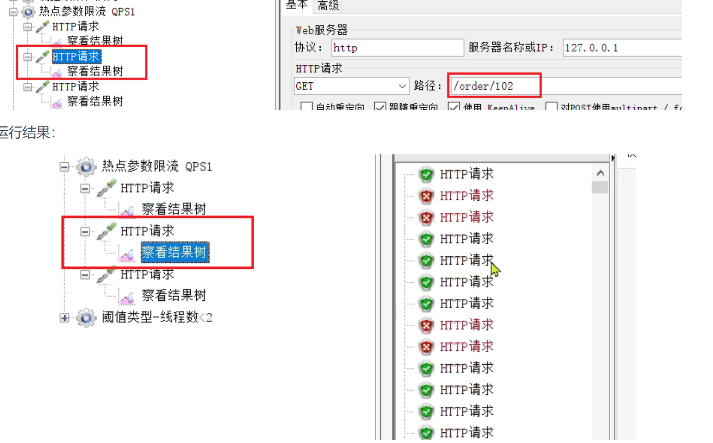 热点参数限流 QPS1
HTTP请求
察看结果树
HTTP请求
察看结果树
HTTP请求
察看结果树
基本 高级
Web服务器
协议： http 服务器名称或IP： 127.0.0.1
HTTP请求
GET 路径： /order/102
自动重定向 跟随重定向 使用 KeepAlive 对POST使用multipart / fo
运行结果：
热点参数限流 QPS1
HTTP请求
察看结果树
HTTP请求
察看结果树
HTTP请求
察看结果树
阈值类型-线程数<2
HTTP请求
HTTP请求
HTTP请求
HTTP请求
HTTP请求
HTTP请求
HTTP请求
HTTP请求
HTTP请求
HTTP请求
HTTP请求
HTTP请求
HTTP请求